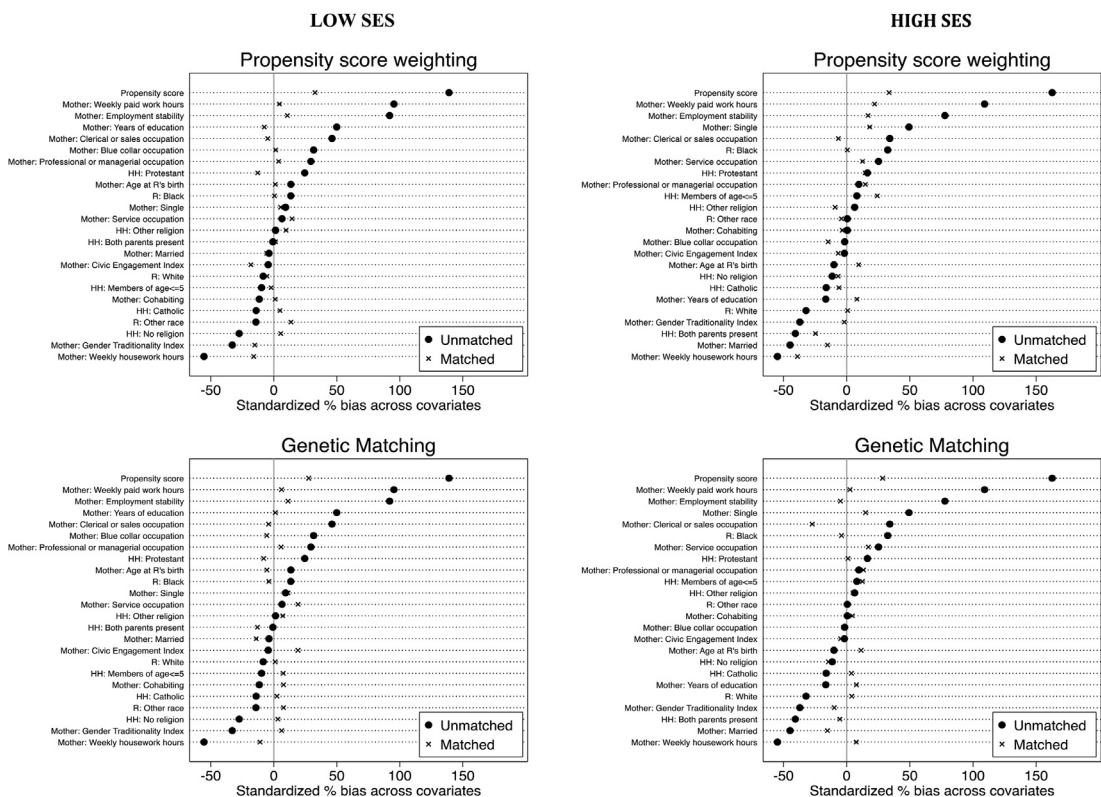 LOW SES
Propensity score weighting
Propensity score
Mother: Weekly paid work hours
Mother: Employment stability
Mother: Years of education
Mother: Clerical or sales occupation
Mother: Blue collar occupation
Mother: Professional or managerial occupation
HH: Protestant
Mother: Age at R's birth
R: Black
Mother: Single
Mother: Service occupation
HH: Other religion
HH: Both parents present
Mother: Married
Mother: Civic Engagement Index
R: White
HH: Members of age<=5
Mother: Cohabiting
HH: Catholic
R: Other race
HH: No religion
Mother: Gender Traditionality Index
Mother: Weekly housework hours
Unmatched
Matched
-50 0 50 100 150
Standardized % bias across covariates
HIGH SES
Propensity score weighting
Propensity score
Mother: Weekly paid work hours
Mother: Employment stability
Mother: Single
Mother: Clerical or sales occupation
R: Black
Mother: Service occupation
HH: Protestant
Mother: Professional or managerial occupation
HH: Members of age<=5
HH: Other religion
R: Other race
Mother: Cohabiting
Mother: Blue collar occupation
Mother: Civic Engagement Index
Mother: Age at R's birth
HH: No religion
HH: Catholic
Mother: Years of education
R: White
Mother: Gender Traditionality Index
HH: Both parents present
Mother: Married
Mother: Weekly housework hours
Unmatched
Matched
-50 0 50 100 150
Standardized % bias across covariates
Genetic Matching
Propensity score
Mother: Weekly paid work hours
Mother: Employment stability
Mother: Years of education
Mother: Clerical or sales occupation
Mother: Blue collar occupation
Mother: Professional or managerial occupation
HH: Protestant
Mother: Age at R's birth
R: Black
Mother: Single
Mother: Service occupation
HH: Other religion
HH: Both parents present
Mother: Married
Mother: Civic Engagement Index
R: White
HH: Members of age<=5
Mother: Cohabiting
HH: Catholic
R: Other race
HH: No religion
Mother: Gender Traditionality Index
Mother: Weekly housework hours
Unmatched
Matched
-50 0 50 100 150
Standardized % bias across covariates
Genetic Matching
Propensity score
Mother: Weekly paid work hours
Mother: Employment stability
Mother: Single
Mother: Clerical or sales occupation
R: Black
Mother: Service occupation
HH: Protestant
Mother: Professional or managerial occupation
HH: Members of age<=5
HH: Other religion
R: Other race
Mother: Cohabiting
Mother: Blue collar occupation
Mother: Civic Engagement Index
Mother: Age at R's birth
HH: No religion
HH: Catholic
Mother: Years of education
R: White
Mother: Gender Traditionality Index
HH: Both parents present
Mother: Married
Mother: Weekly housework hours
Unmatched
Matched
-50 0 50 100 150
Standardized % bias across covariates